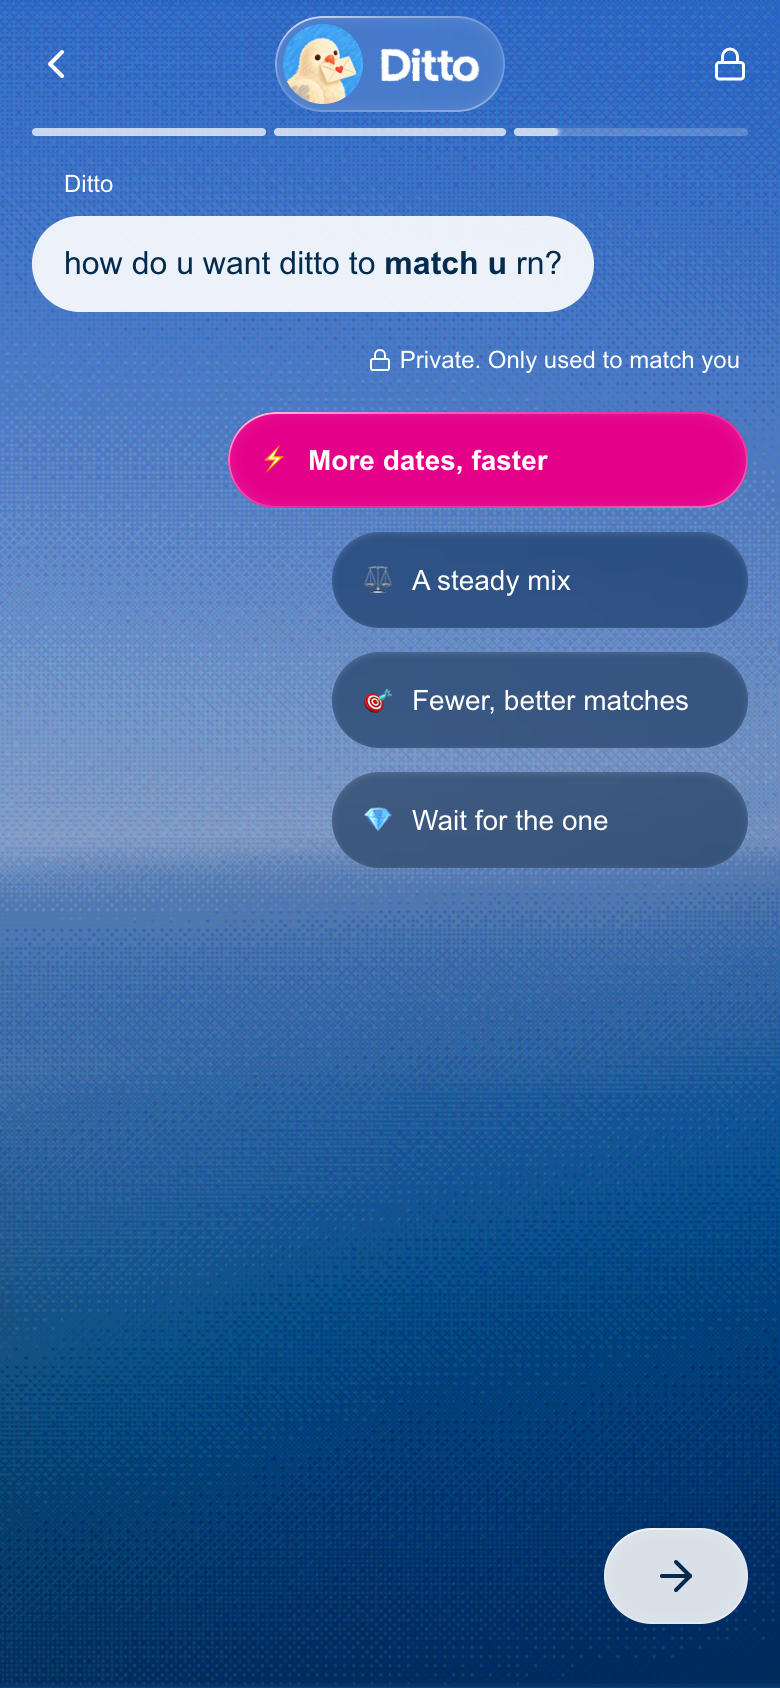 Ditto
Ditto
how do u want ditto to match u rn?
Private. Only used to match you
More dates, faster
A steady mix
Fewer, better matches
Wait for the one